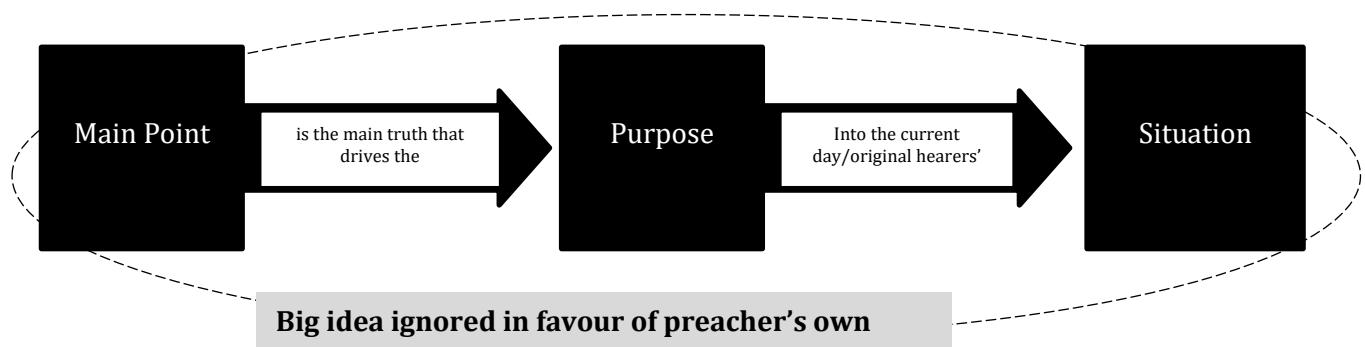 Main Point
is the main truth that
drives the
Purpose
Into the current
day/original hearers’
Situation
Big idea ignored in favour of preacher’s own